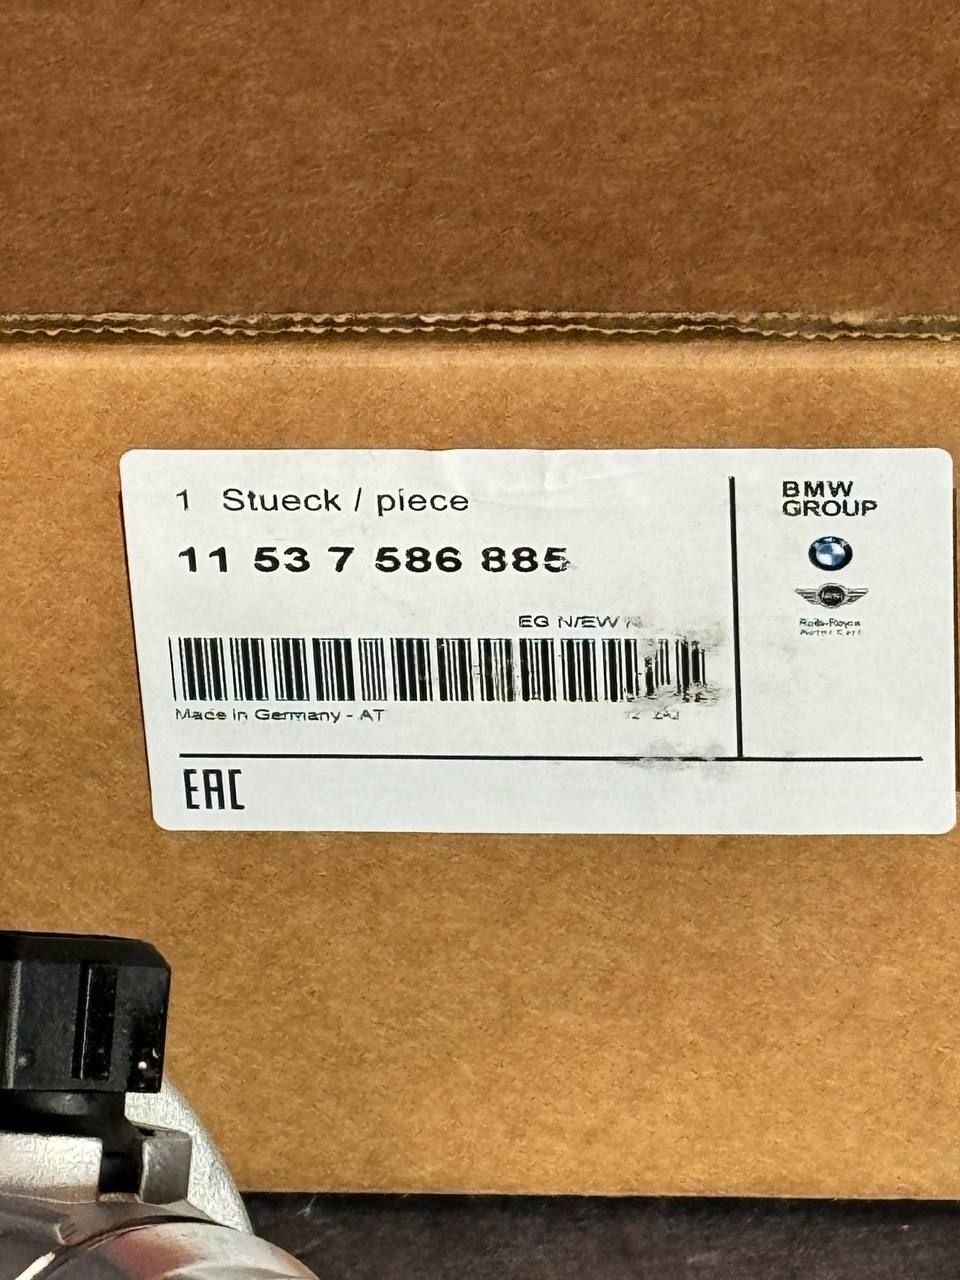 1 Stueck / piece
11 53 7 586 885
EG N/EW
Made in Germany - AT
EAC
BMW
GROUP